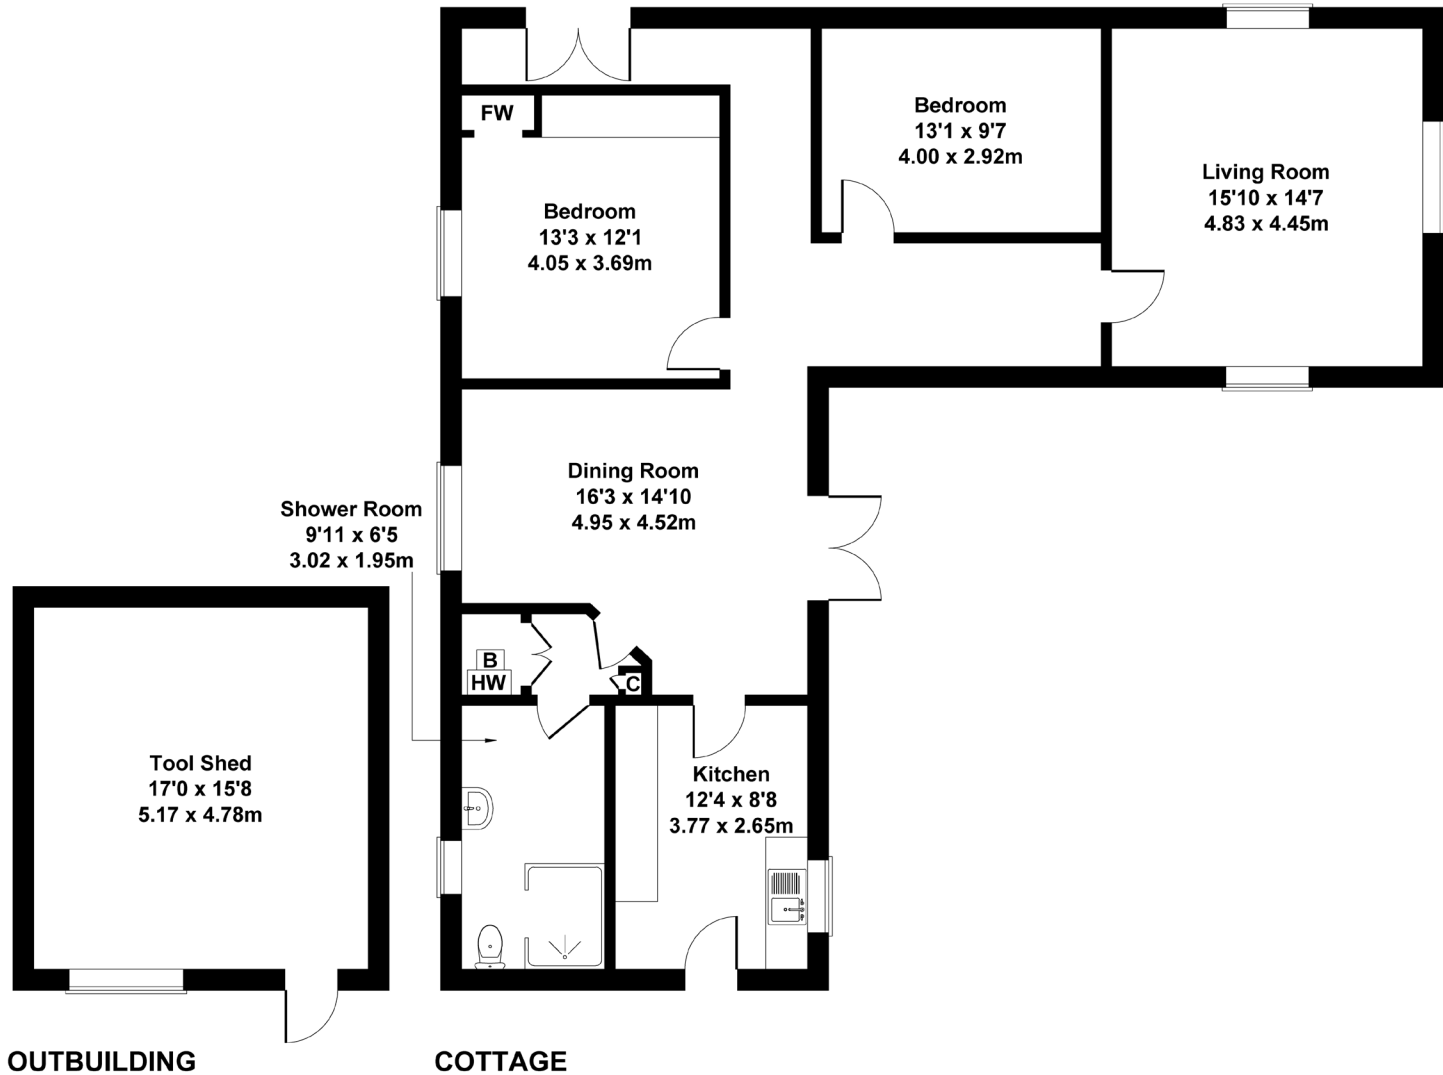 FW
Bedroom
13'1 x 9'7
4.00 x 2.92m
Living Room
15'10 x 14'7
4.83 x 4.45m
Bedroom
13'3 x 12'1
4.05 x 3.69m
Dining Room
16'3 x 14'10
4.95 x 4.52m
Shower Room
9'11 x 6'5
3.02 x 1.95m
B
HW
C
Tool Shed
17'0 x 15'8
5.17 x 4.78m
Kitchen
12'4 x 8'8
3.77 x 2.65m
OUTBUILDING
COTTAGE